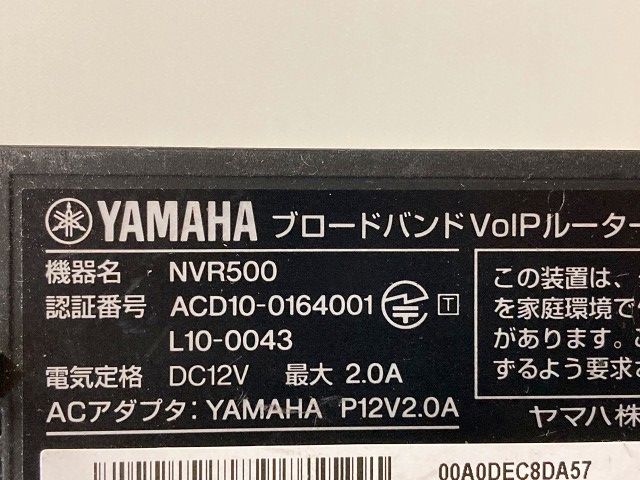 YAMAHA ブロードバンドVoIPルーター
機器名 NVR500
認証番号 ACD10-0164001 T
L10-0043
電気定格 DC12V 最大 2.0A
ACアダプタ: YAMAHA P12V2.0A
この装置は、
を家庭環境で
があります。
ずるよう要求
ヤマハ株
00A0DEC8DA57